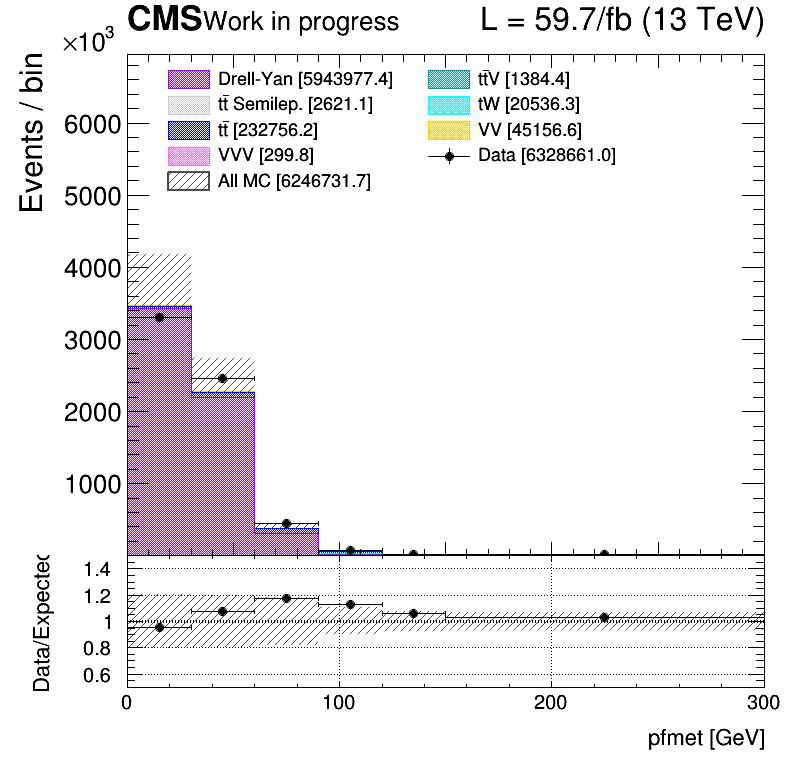 CMS Work in progress L = 59.7/fb (13 TeV)
×10³
Drell-Yan [5943977.4] tt̄V [1384.4]
tt̄ Semilep. [2621.1] tW [20536.3]
tt̄ [232756.2] VV [45156.6]
VVV [299.8] Data [6328661.0]
All MC [6246731.7]
Events / bin
6000
5000
4000
3000
2000
1000
Data/Expected
1.4
1.2
1
0.8
0.6
0 100 200 300
pfmet [GeV]